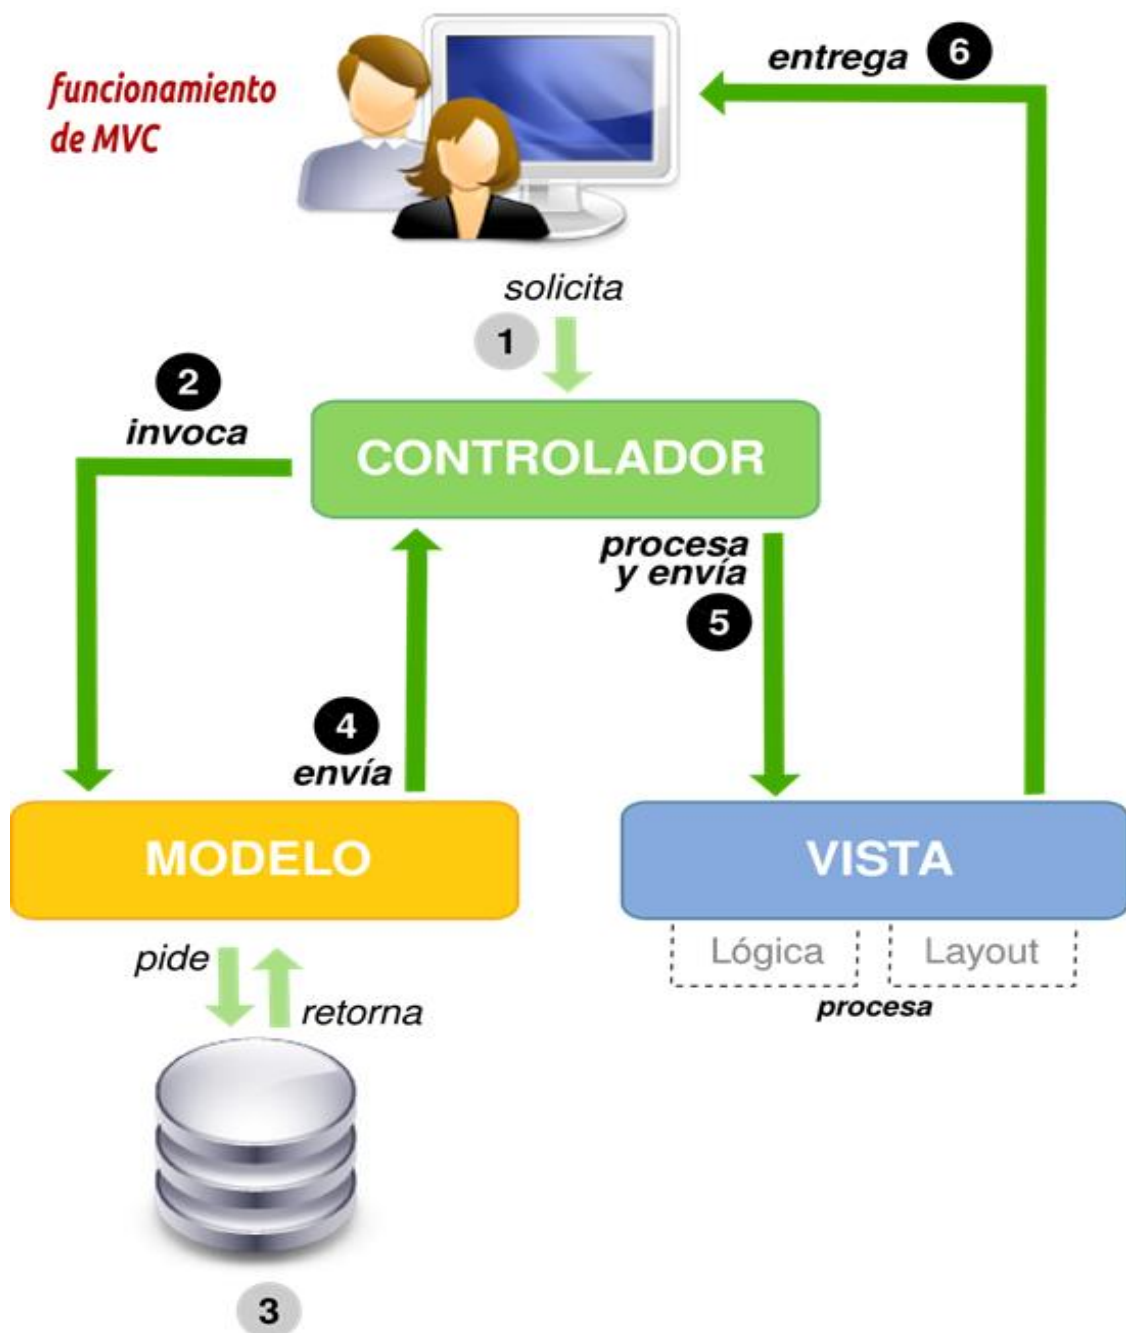 funcionamiento
de MVC
entrega 6
solicita
1
2
invoca
CONTROLADOR
procesa
y envía
5
4
envía
MODELO
VISTA
pide
retorna
Lógica
Layout
procesa
3